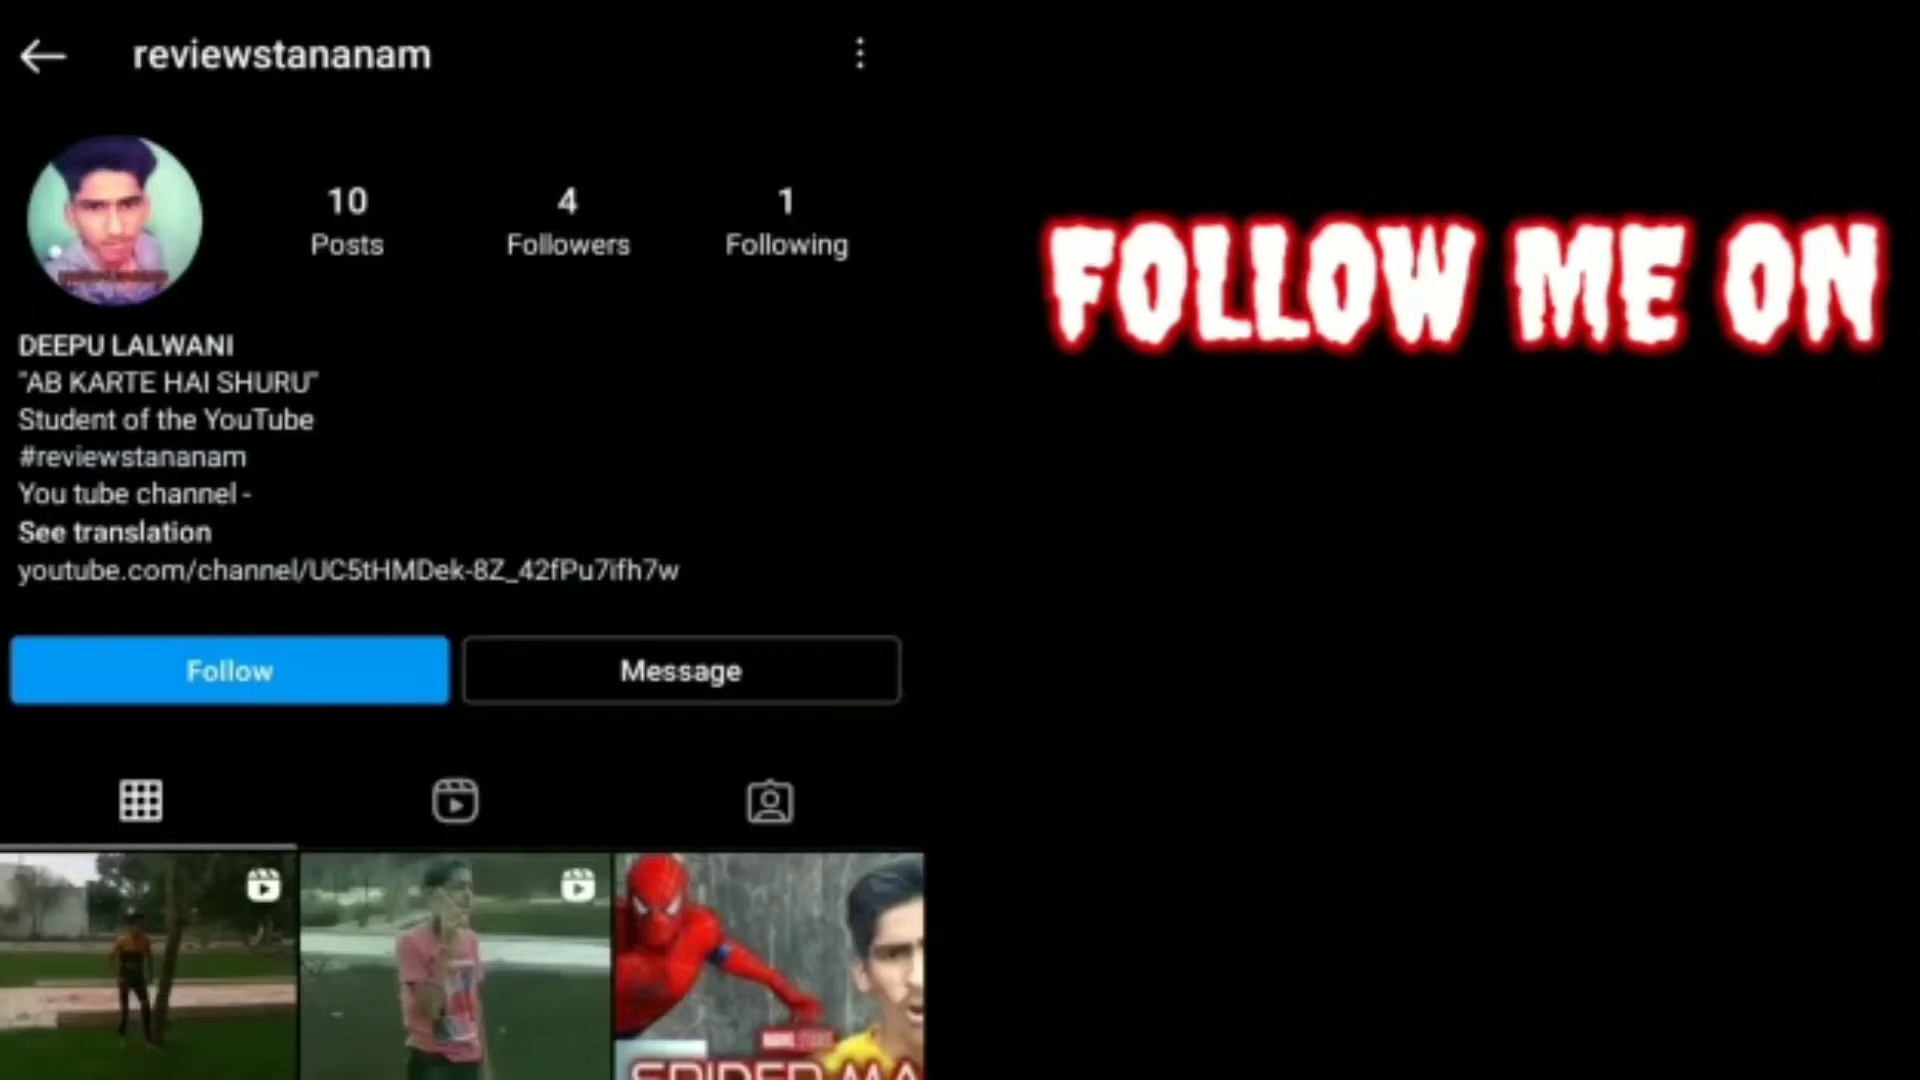 reviewstananam
10
Posts
4
Followers
1
Following
DEEPU LALWANI
"AB KARTE HAI SHURU"
Student of the YouTube
#reviewstananam
You tube channel -
See translation
youtube.com/channel/UC5tHMDek-8Z_42fPu7ifh7w
Follow
Message
FOLLOW ME ON